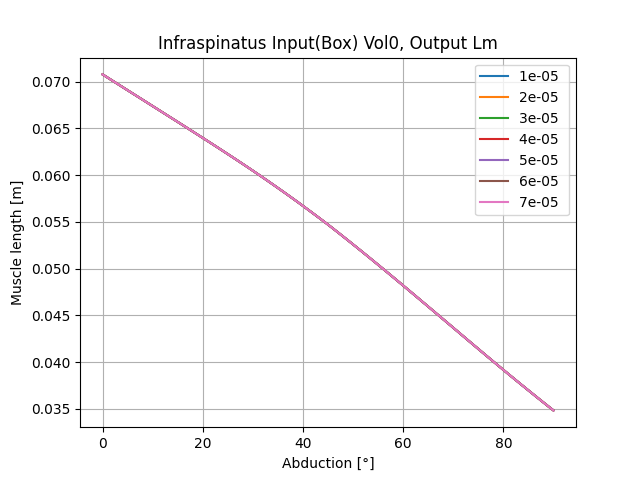 Infraspinatus Input(Box) Vol0, Output Lm
1e-05
2e-05
3e-05
4e-05
5e-05
6e-05
7e-05
0.070
0.065
0.060
0.055
0.050
0.045
0.040
0.035
Muscle length [m]
0 20 40 60 80
Abduction [°]